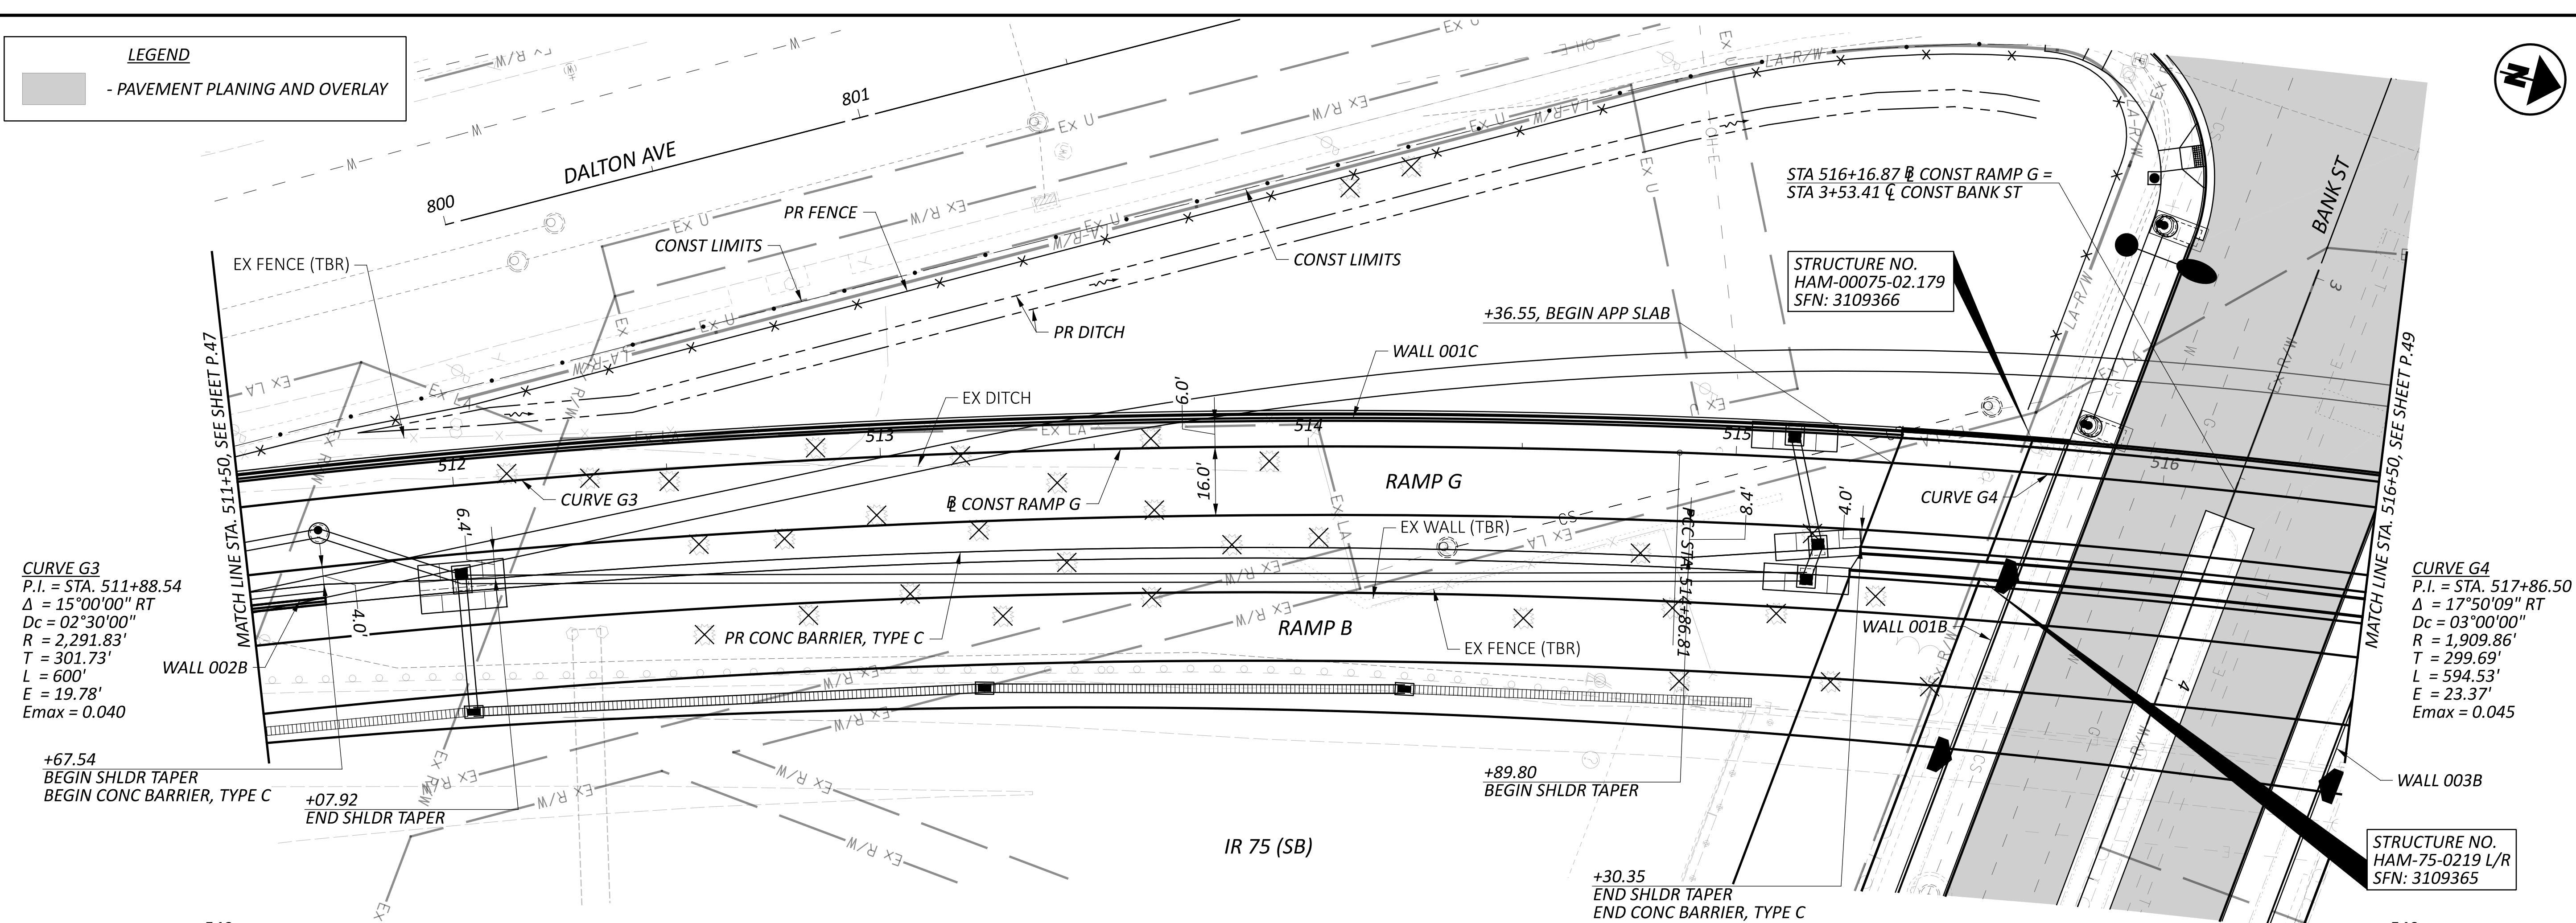 LEGEND
- PAVEMENT PLANING AND OVERLAY
N
DALTON AVE
800
801
EX FENCE (TBR)
CONST LIMITS
PR FENCE
PR DITCH
CONST LIMITS
STA 516+16.87 ℄ CONST RAMP G =
STA 3+53.41 ℄ CONST BANK ST
BANK ST
3
4
STRUCTURE NO.
HAM-00075-02.179
SFN: 3109366
+36.55, BEGIN APP SLAB
WALL 001C
EX DITCH
6.0'
16.0'
512
513
514
515
516
CURVE G3
CONST RAMP G
RAMP G
CURVE G4
EX WALL (TBR)
6.4'
4.0'
8.4'
4.0'
PCC STA. 514+86.81
MATCH LINE STA. 511+50, SEE SHEET P.47
MATCH LINE STA. 516+50, SEE SHEET P.49
CURVE G3
P.I. = STA. 511+88.54
Δ = 15°00'00" RT
Dc = 02°30'00"
R = 2,291.83'
T = 301.73'
L = 600'
E = 19.78'
Emax = 0.040
WALL 002B
PR CONC BARRIER, TYPE C
RAMP B
EX FENCE (TBR)
WALL 001B
CURVE G4
P.I. = STA. 517+86.50
Δ = 17°50'09" RT
Dc = 03°00'00"
R = 1,909.86'
T = 299.69'
L = 594.53'
E = 23.37'
Emax = 0.045
+67.54
BEGIN SHLDR TAPER
BEGIN CONC BARRIER, TYPE C
+07.92
END SHLDR TAPER
+89.80
BEGIN SHLDR TAPER
WALL 003B
IR 75 (SB)
+30.35
END SHLDR TAPER
END CONC BARRIER, TYPE C
STRUCTURE NO.
HAM-75-0219 L/R
SFN: 3109365
Ex R/W
Ex U
Ex LA
LA-R/W
OH-E
CS
W
G